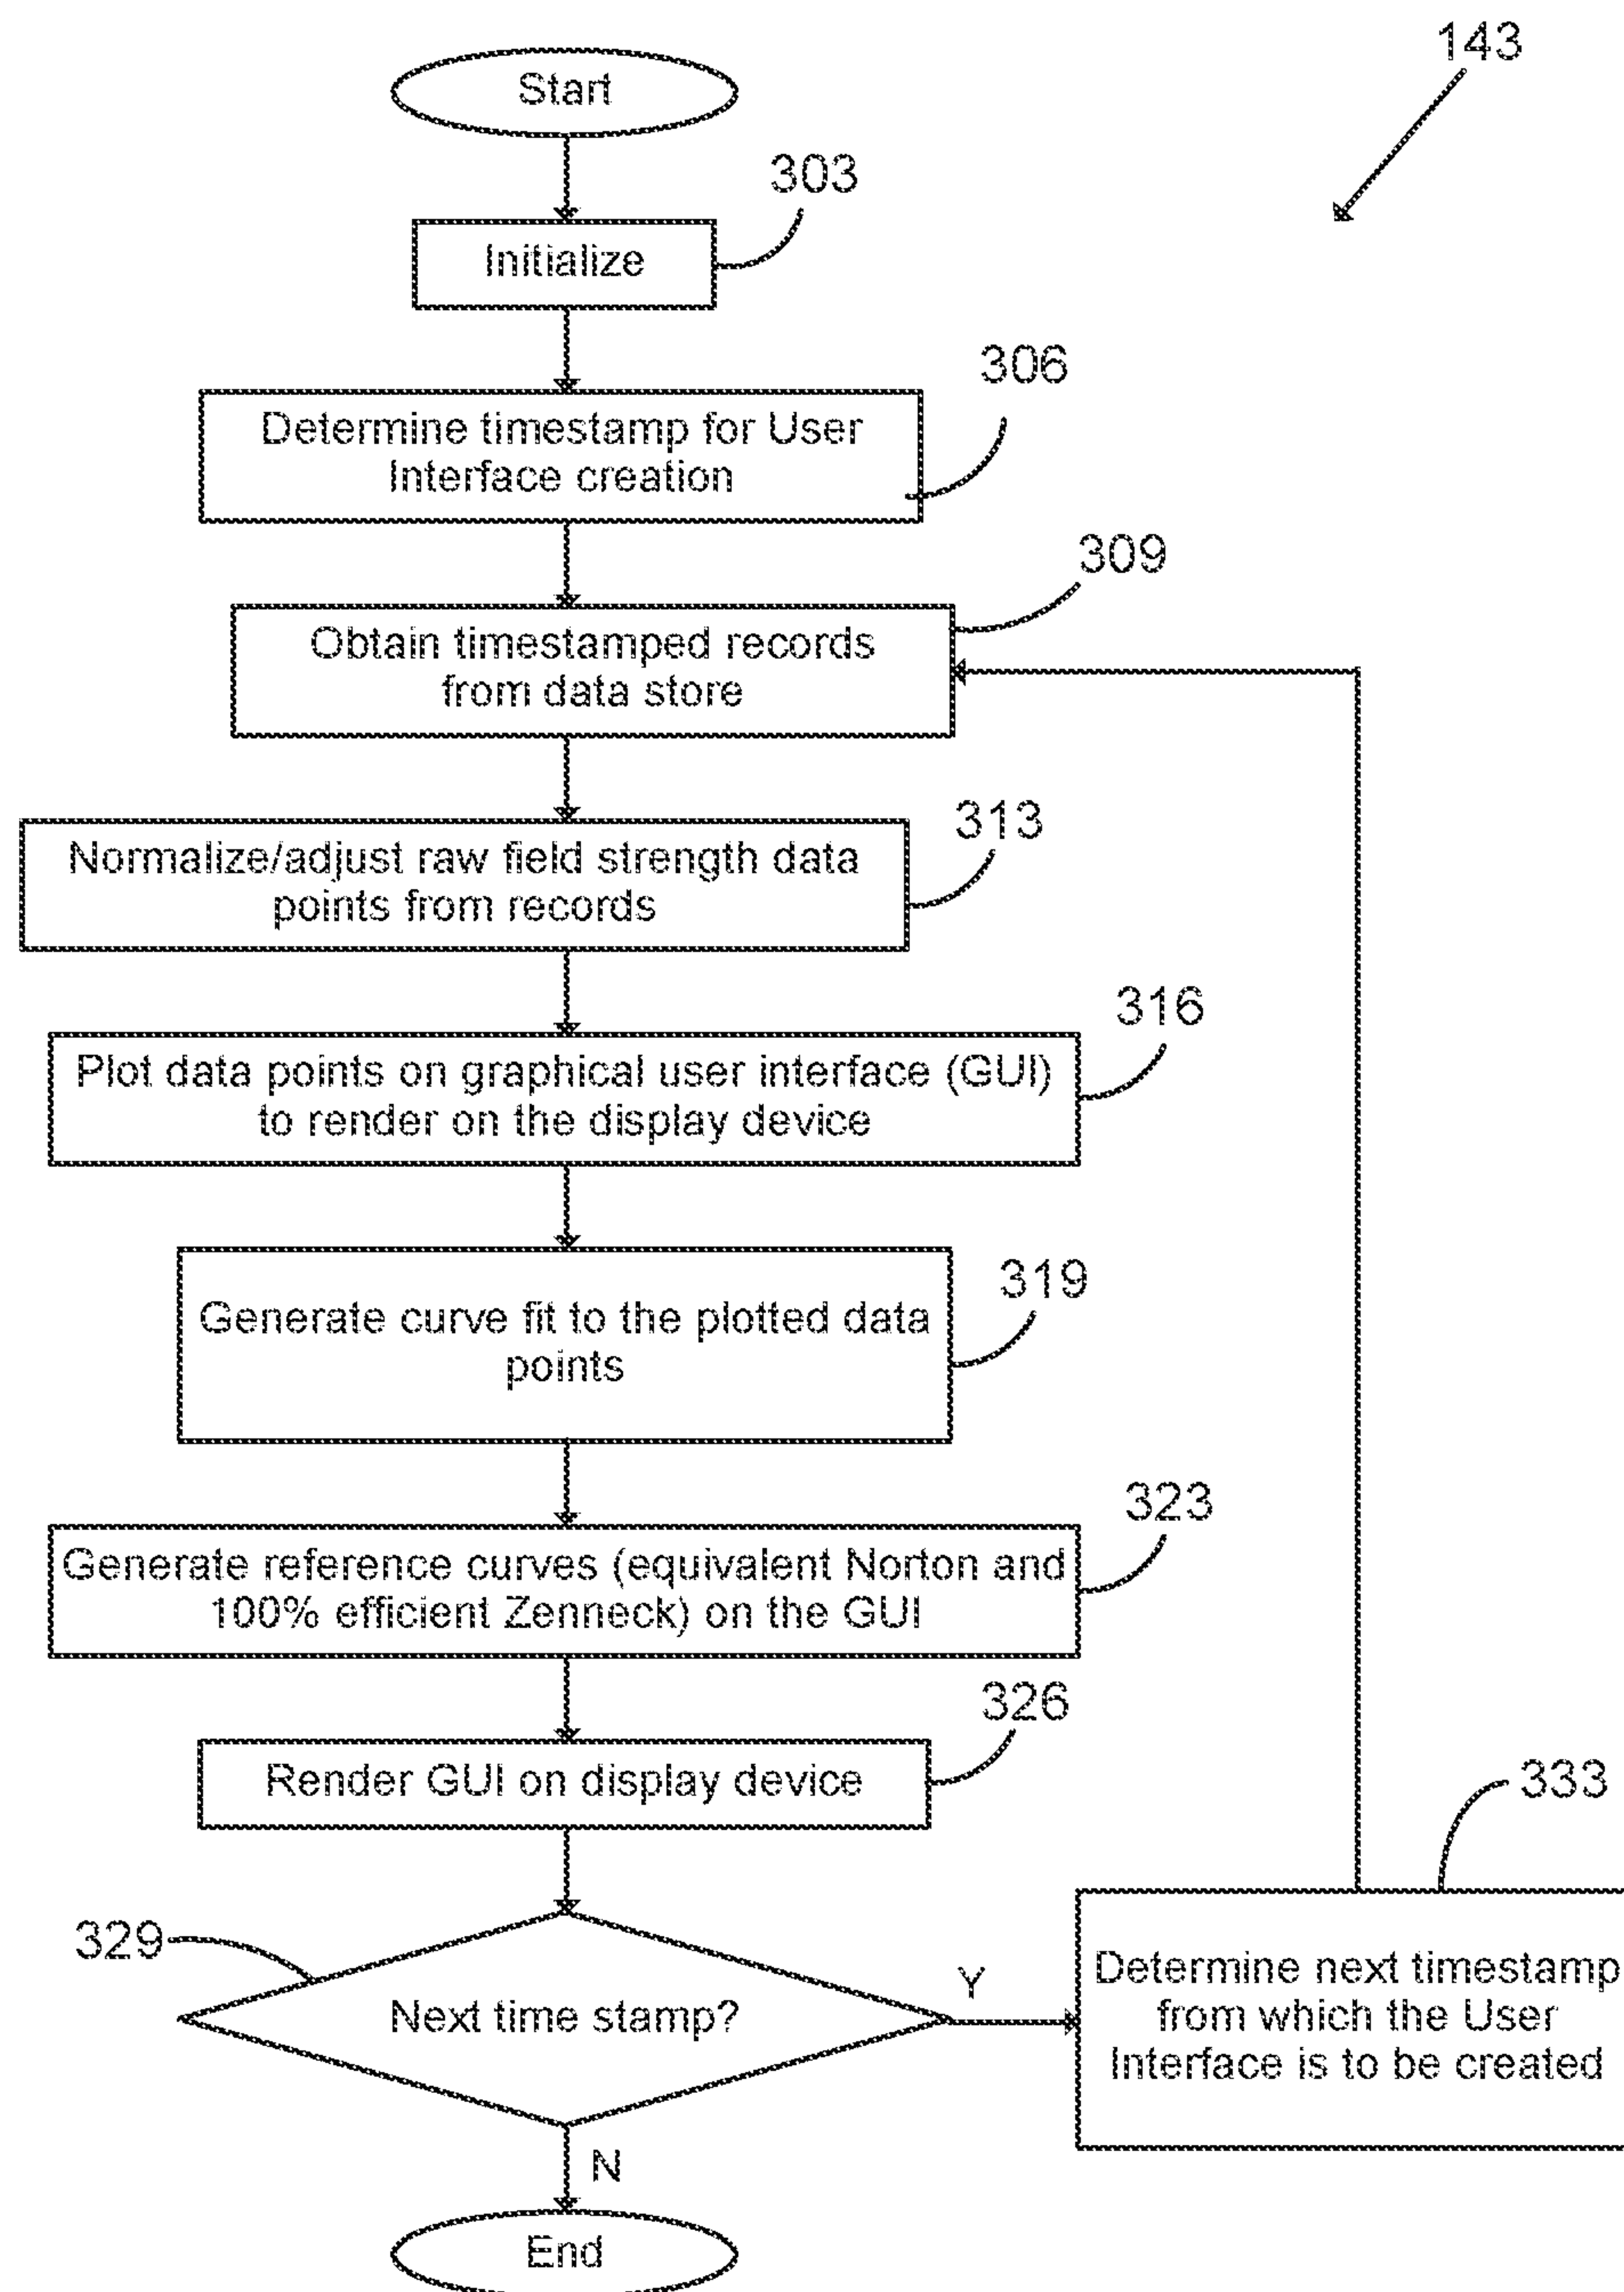 143
Start
303
Initialize
306
Determine timestamp for User
Interface creation
309
Obtain timestamped records
from data store
313
Normalize/adjust raw field strength data
points from records
316
Plot data points on graphical user interface (GUI)
to render on the display device
319
Generate curve fit to the plotted data
points
323
Generate reference curves (equivalent Norton and
100% efficient Zenneck) on the GUI
326
Render GUI on display device
333
329
Next time stamp?
Y
Determine next timestamp
from which the User
Interface is to be created
N
End